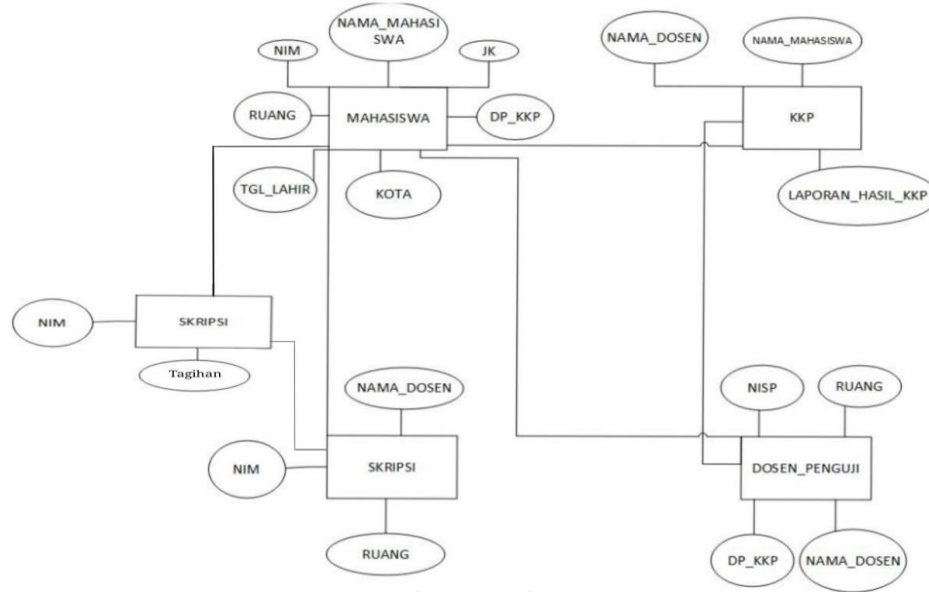 NAMA_MAHASI
SWA
NIM
JK
RUANG
MAHASISWA
DP_KKP
TGL_LAHIR
KOTA
NAMA_DOSEN
NAMA_MAHASISWA
KKP
LAPORAN_HASIL_KKP
NIM
SKRIPSI
Tagihan
NAMA_DOSEN
NIM
SKRIPSI
RUANG
NISP
RUANG
DOSEN_PENGUJI
DP_KKP
NAMA_DOSEN